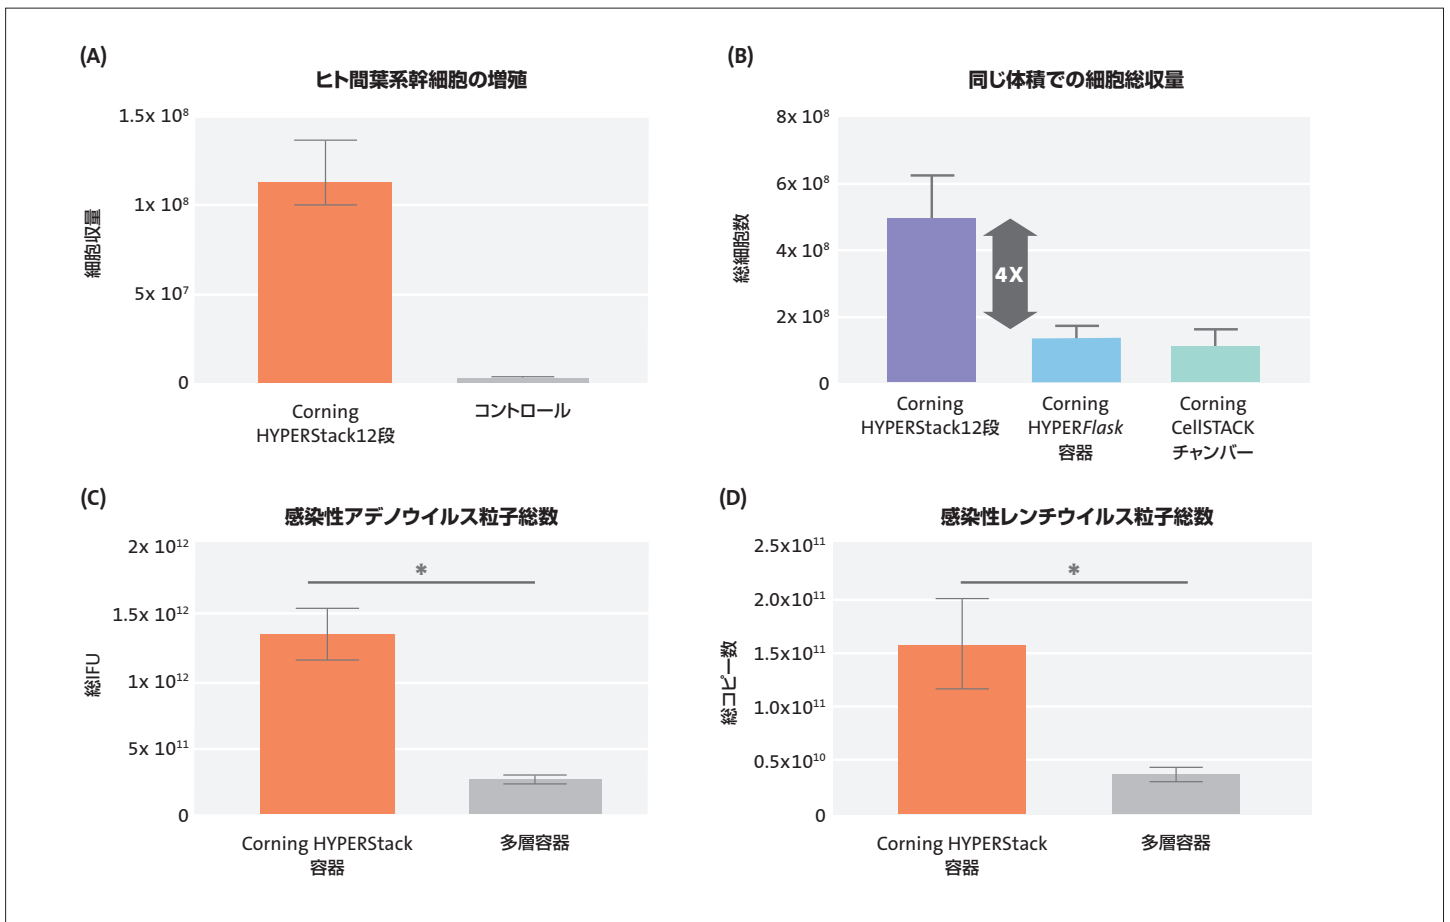 (A)
ヒト間葉系幹細胞の増殖
細胞収量
1.5x 10⁸
1x 10⁸
5x 10⁷
0
Corning
HYPERStack12段
コントロール
(B)
同じ体積での細胞総収量
総細胞数
8x 10⁸
6x 10⁸
4x 10⁸
2x 10⁸
0
4X
Corning
HYPERStack12段
Corning
HYPERFlask
容器
Corning
CellSTACK
チャンバー
(C)
感染性アデノウイルス粒子総数
総IFU
2x 10¹²
1.5x 10¹²
1x 10¹²
5x 10¹¹
0
*
Corning HYPERStack
容器
多層容器
(D)
感染性レンチウイルス粒子総数
総コピー数
2.5x10¹¹
2.0x10¹¹
1.5x10¹¹
1.0x10¹¹
0.5x10¹⁰
0
*
Corning HYPERStack
容器
多層容器